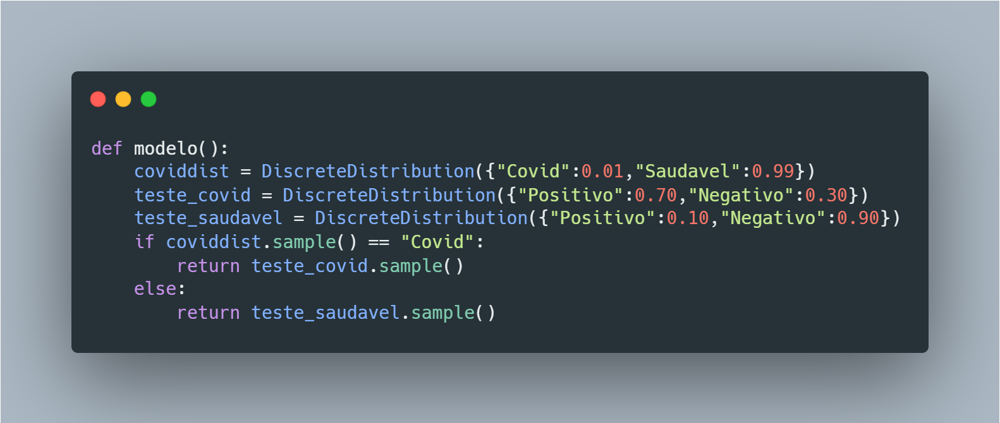 def modelo():
    coviddist = DiscreteDistribution({"Covid":0.01,"Saudavel":0.99})
    teste_covid = DiscreteDistribution({"Positivo":0.70,"Negativo":0.30})
    teste_saudavel = DiscreteDistribution({"Positivo":0.10,"Negativo":0.90})
    if coviddist.sample() == "Covid":
        return teste_covid.sample()
    else:
        return teste_saudavel.sample()